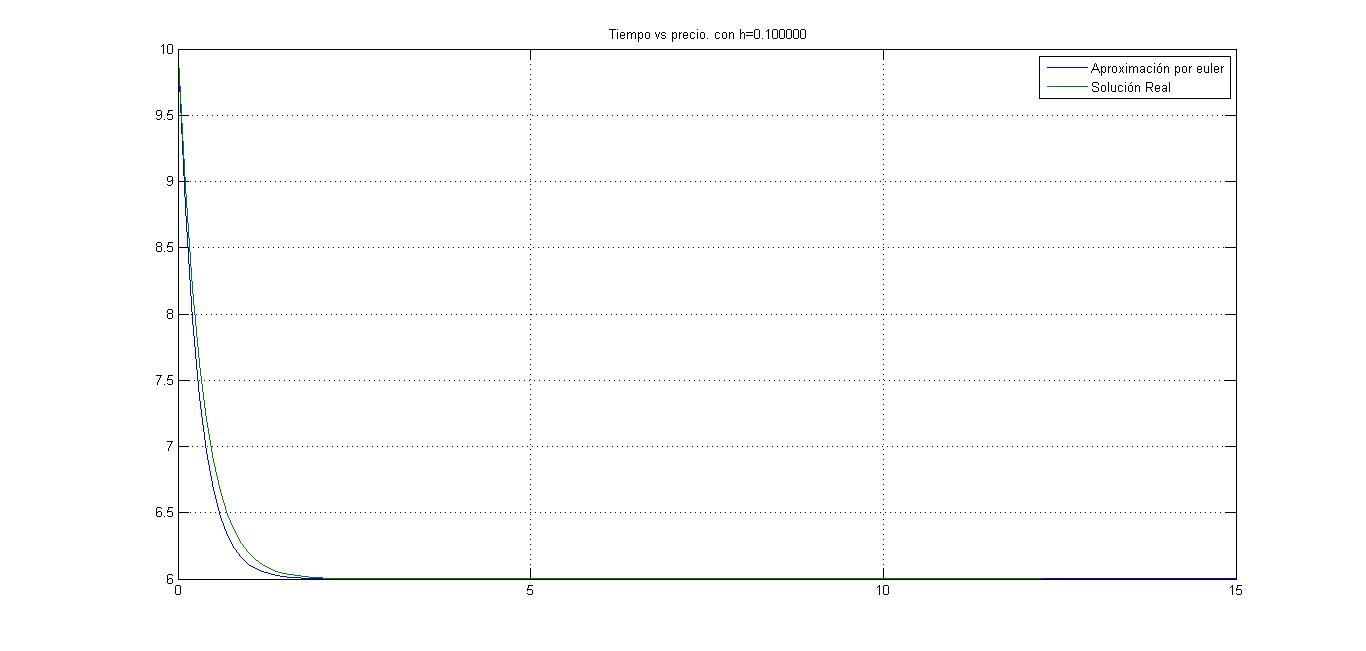 Tiempo vs precio. con h=0.100000
Aproximación por euler
Solución Real
10
9.5
9
8.5
8
7.5
7
6.5
6
0 5 10 15